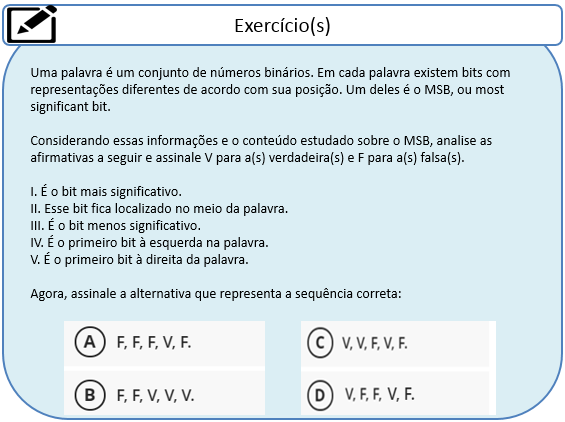 Exercício(s)
Uma palavra é um conjunto de números binários. Em cada palavra existem bits com
representações diferentes de acordo com sua posição. Um deles é o MSB, ou most
significant bit.
Considerando essas informações e o conteúdo estudado sobre o MSB, analise as
afirmativas a seguir e assinale V para a(s) verdadeira(s) e F para a(s) falsa(s).
I. É o bit mais significativo.
II. Esse bit fica localizado no meio da palavra.
III. É o bit menos significativo.
IV. É o primeiro bit à esquerda na palavra.
V. É o primeiro bit à direita da palavra.
Agora, assinale a alternativa que representa a sequência correta:
A F, F, F, V, F.
B F, F, V, V, V.
C V, V, F, V, F.
D V, F, F, V, F.